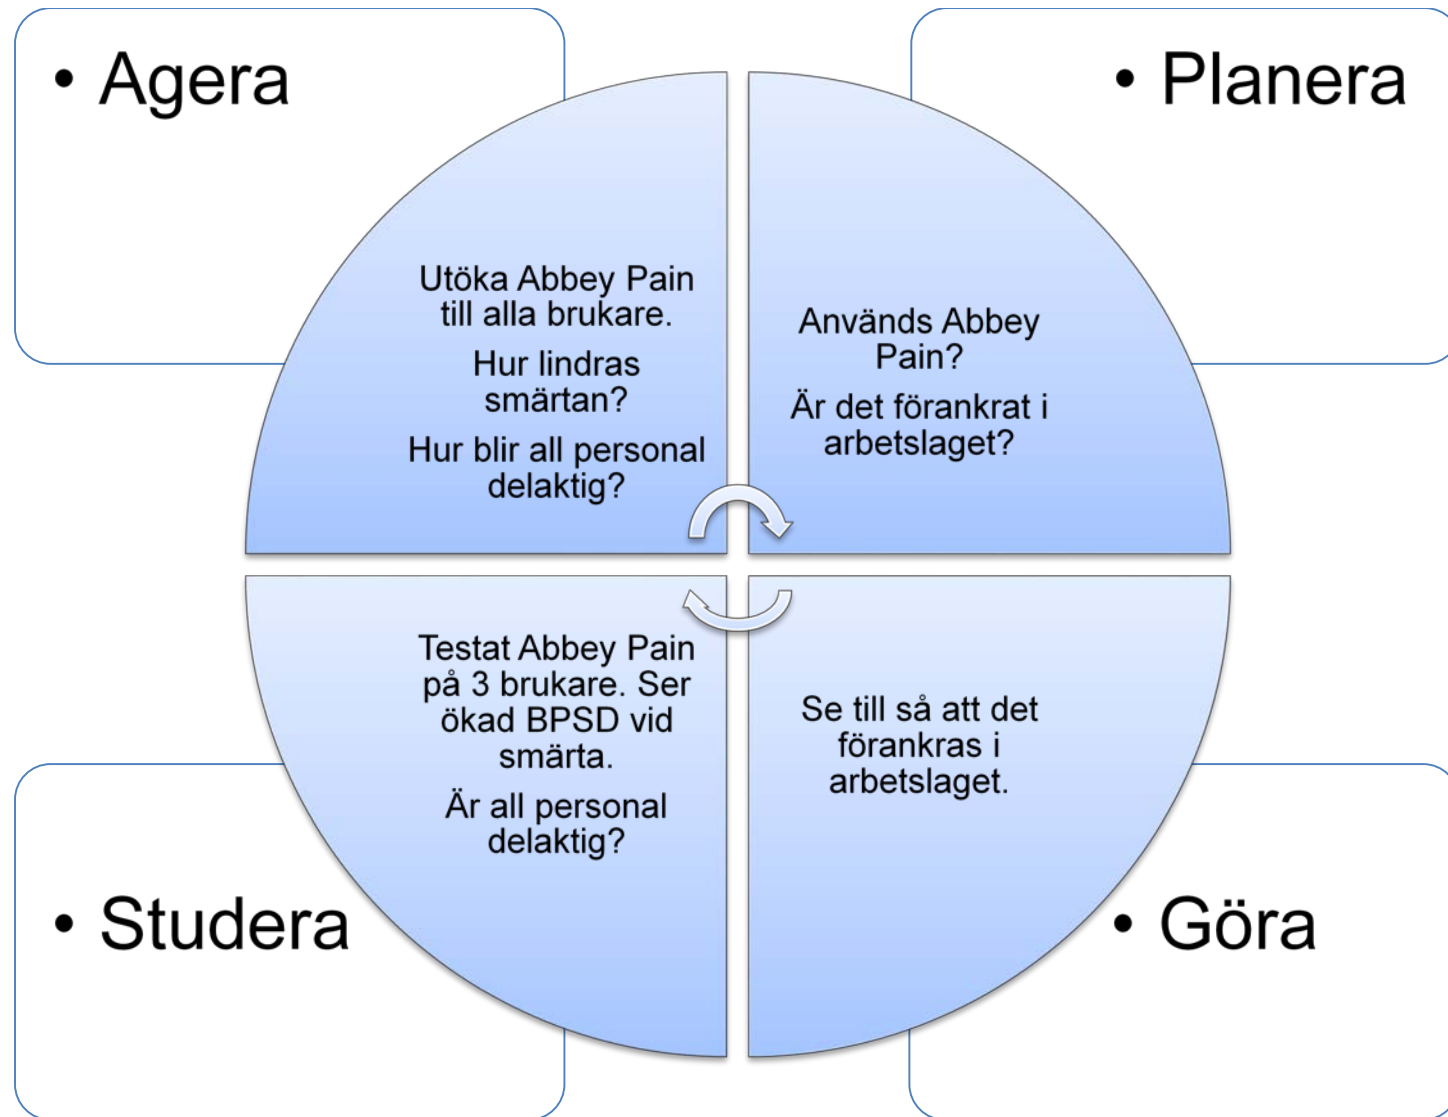 • Agera
Utöka Abbey Pain
till alla brukare.
Hur lindras
smärtan?
Hur blir all personal
delaktig?
• Planera
Används Abbey
Pain?
Är det förankrat i
arbetslaget?
• Studera
Testat Abbey Pain
på 3 brukare. Ser
ökad BPSD vid
smärta.
Är all personal
delaktig?
• Göra
Se till så att det
förankras i
arbetslaget.